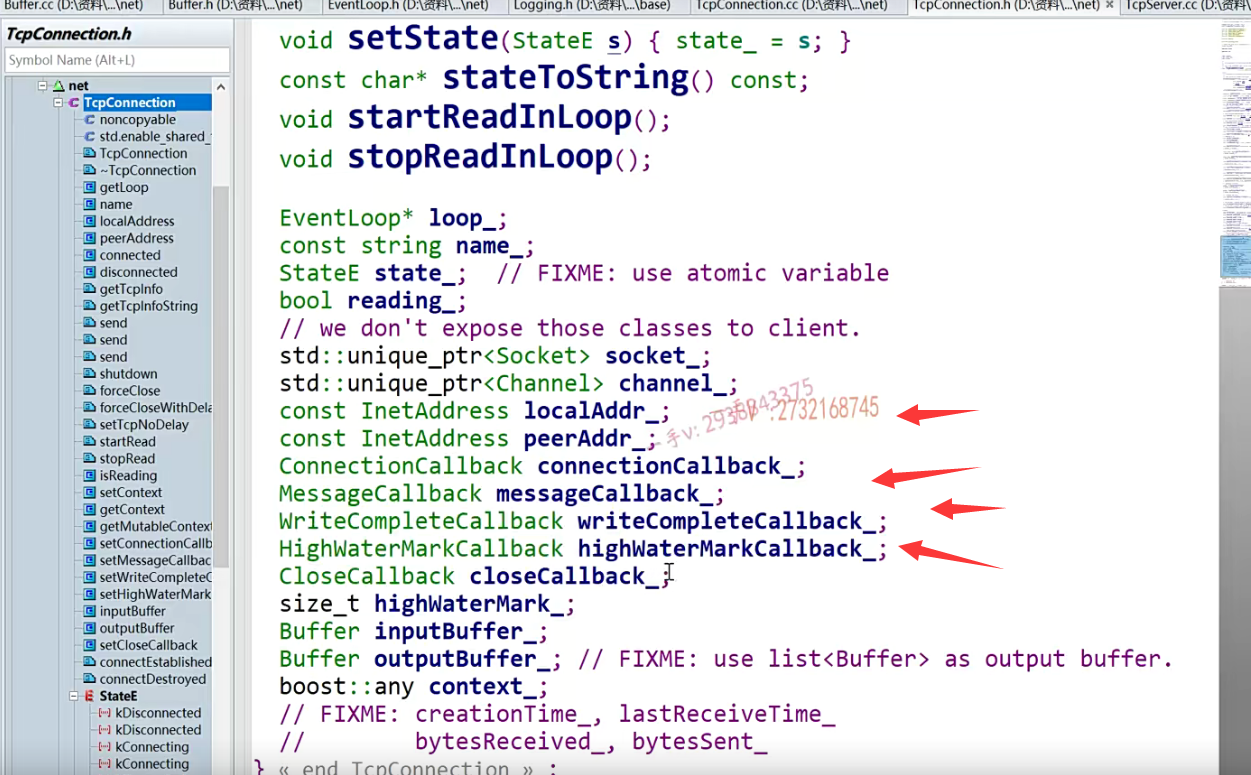 Buffer.cc (D:\资料\...\net)
Buffer.h (D:\资料\...\net)
EventLoop.h (D:\资料\...\net)
Logging.h (D:\资料\...\base)
TcpConnection.cc (D:\资料\...\net)
TcpConnection.h (D:\资料\...\net)
TcpServer.cc (D:\资料\
TcpConnection.h
Symbol Name (Alt+L)
net
TcpConnection
noncopyable
enable_shared_
TcpConnection
~TcpConnection
getLoop
name
localAddress
peerAddress
connected
disconnected
getTcpInfo
getTcpInfoString
send
send
send
shutdown
forceClose
forceCloseWithDela
setTcpNoDelay
startRead
stopRead
isReading
setContext
getContext
getMutableContext
setConnectionCallb
setMessageCallbac
setWriteCompleteC
setHighWaterMark
inputBuffer
outputBuffer
setCloseCallback
connectEstablished
connectDestroyed
StateE
kDisconnected
kDisconnected
kConnecting
kConnecting
void setState(StateE s) { state_ = s; }
const char* stateToString() const;
void startReadInLoop();
void stopReadInLoop();
EventLoop* loop_;
const string name_;
StateE state_; // FIXME: use atomic variable
bool reading_;
// we don't expose those classes to client.
std::unique_ptr<Socket> socket_;
std::unique_ptr<Channel> channel_;
const InetAddress localAddr_;
const InetAddress peerAddr_;
ConnectionCallback connectionCallback_;
MessageCallback messageCallback_;
WriteCompleteCallback writeCompleteCallback_;
HighWaterMarkCallback highWaterMarkCallback_;
CloseCallback closeCallback_;
size_t highWaterMark_;
Buffer inputBuffer_;
Buffer outputBuffer_; // FIXME: use list<Buffer> as output buffer.
boost::any context_;
// FIXME: creationTime_, lastReceiveTime_
// bytesReceived_, bytesSent_
} « end TcpConnection » ;
:2732168745